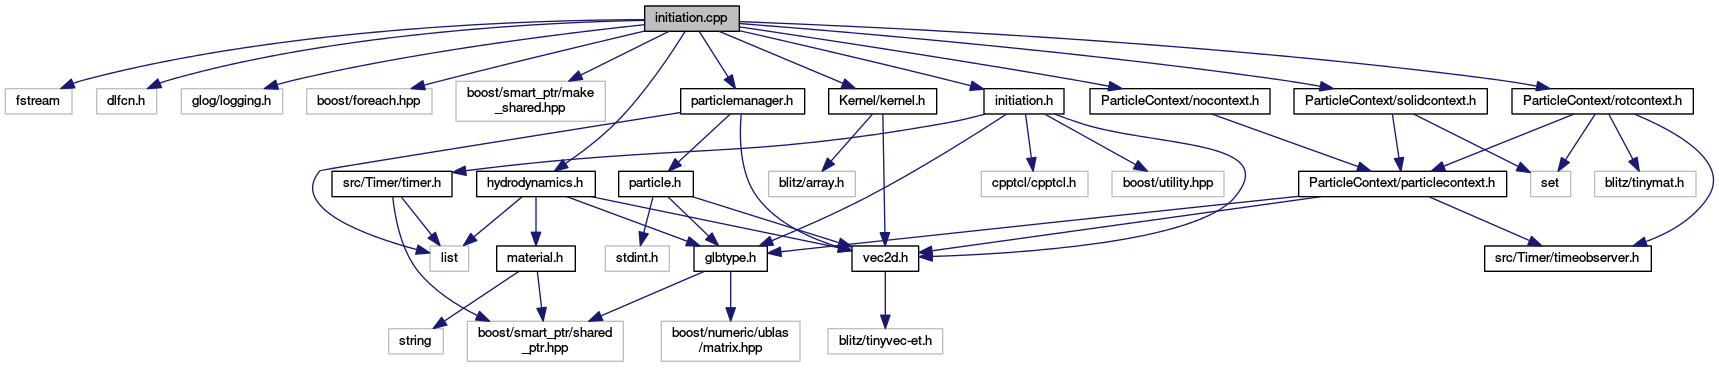 initiation.cpp
fstream
dlfcn.h
glog/logging.h
boost/foreach.hpp
boost/smart_ptr/make
_shared.hpp
particlemanager.h
Kernel/kernel.h
initiation.h
ParticleContext/nocontext.h
ParticleContext/solidcontext.h
ParticleContext/rotcontext.h
src/Timer/timer.h
hydrodynamics.h
particle.h
blitz/array.h
cpptcl/cpptcl.h
boost/utility.hpp
ParticleContext/particlecontext.h
set
blitz/tinymat.h
list
material.h
stdint.h
glbtype.h
vec2d.h
src/Timer/timeobserver.h
string
boost/smart_ptr/shared
_ptr.hpp
boost/numeric/ublas
/matrix.hpp
blitz/tinyvec-et.h